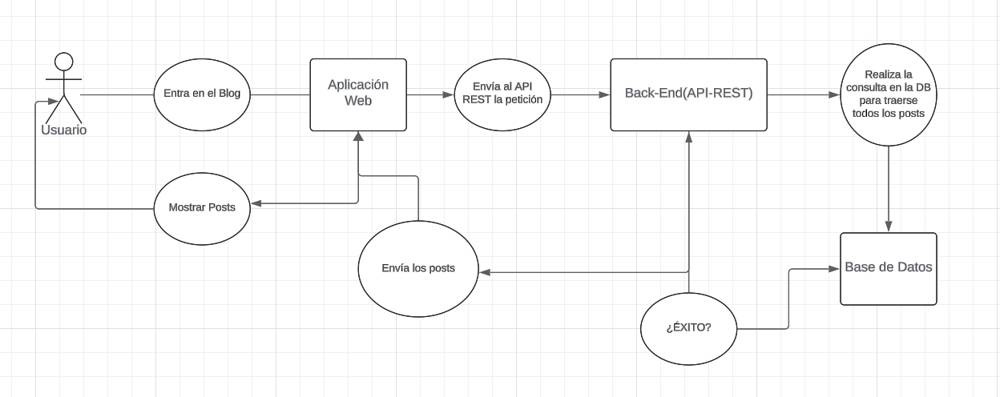 Usuario
Entra en el Blog
Aplicación
Web
Envía al API
REST la petición
Back-End(API-REST)
Realiza la
consulta en la DB
para traerse
todos los posts
Mostrar Posts
Envía los posts
¿ÉXITO?
Base de Datos